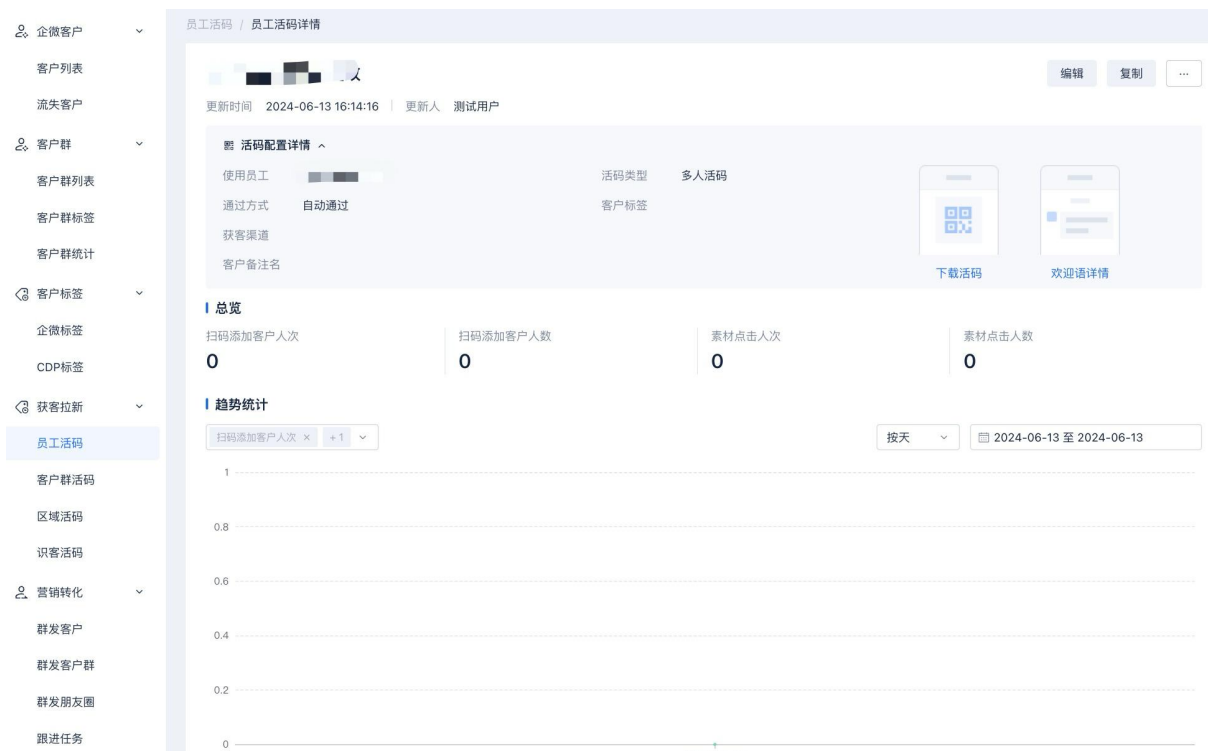 企微客户
客户列表
流失客户
客户群
客户群列表
客户群标签
客户群统计
客户标签
企微标签
CDP标签
获客拉新
员工活码
客户群活码
区域活码
识客活码
营销转化
群发客户
群发客户群
群发朋友圈
跟进任务
员工活码 / 员工活码详情
编辑 复制 ...
更新时间 2024-06-13 16:14:16 更新人 测试用户
活码配置详情
使用员工 活码类型 多人活码
通过方式 自动通过 客户标签
获客渠道
客户备注名
下载活码 欢迎语详情
总览
扫码添加客户人次 扫码添加客户人数 素材点击人次 素材点击人数
0 0 0 0
趋势统计
扫码添加客户人次 × + 1 按天 2024-06-13 至 2024-06-13
1
0.8
0.6
0.4
0.2
0